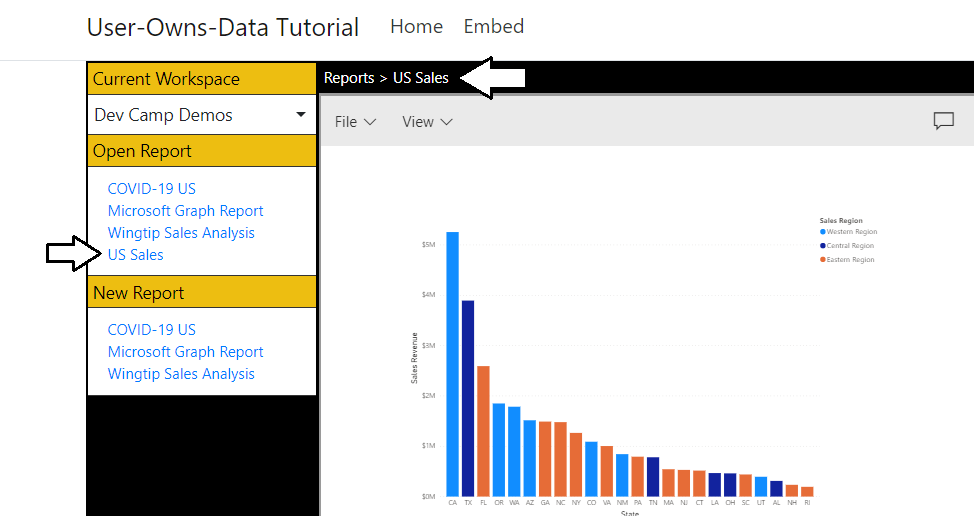 User-Owns-Data Tutorial Home Embed
Current Workspace
Dev Camp Demos
Open Report
COVID-19 US
Microsoft Graph Report
Wingtip Sales Analysis
US Sales
New Report
COVID-19 US
Microsoft Graph Report
Wingtip Sales Analysis
Reports > US Sales
File View
Sales Region
Western Region
Central Region
Eastern Region
Sales Revenue
$5M
$4M
$3M
$2M
$1M
$0M
CA TX FL OR WA AZ GA NC NY CO VA NM PA TN MA NJ CT LA OH SC UT AL NH RI
State